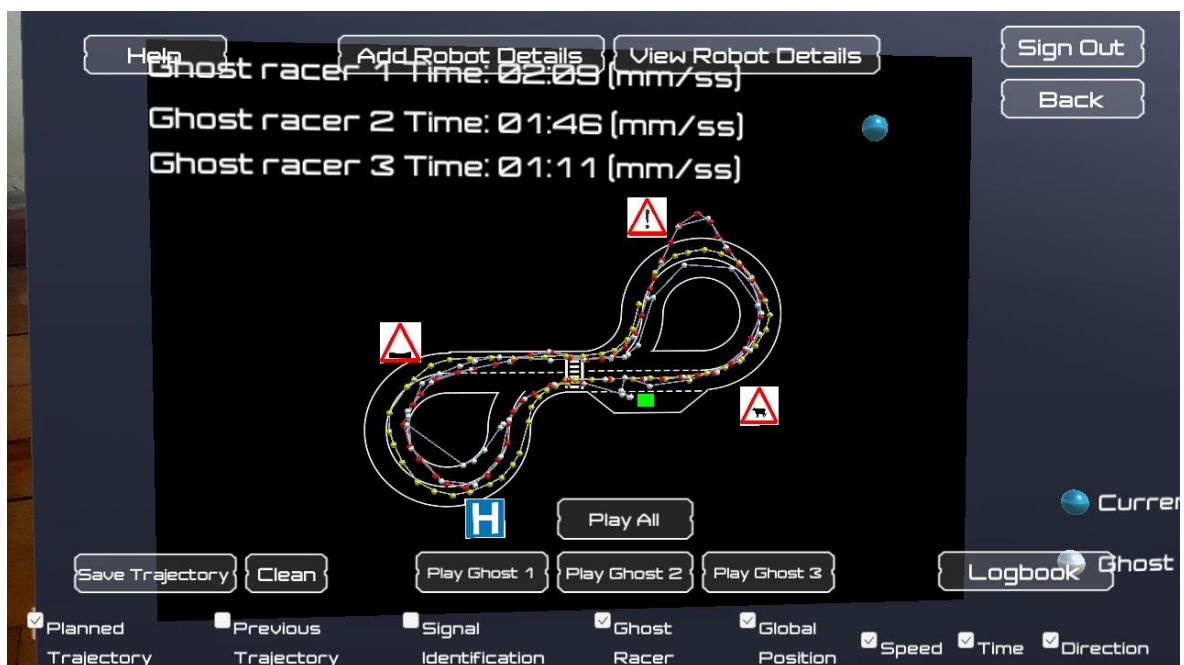 Help
Add Robot Details
View Robot Details
Sign Out
Back
Ghost racer 1 Time: 02:09 (mm/ss)
Ghost racer 2 Time: 01:46 (mm/ss)
Ghost racer 3 Time: 01:11 (mm/ss)
!
H
Play All
Curren
Save Trajectory
Clean
Play Ghost 1
Play Ghost 2
Play Ghost 3
Logbook
Ghost
Planned Trajectory
Previous Trajectory
Signal Identification
Ghost Racer
Global Position
Speed
Time
Direction